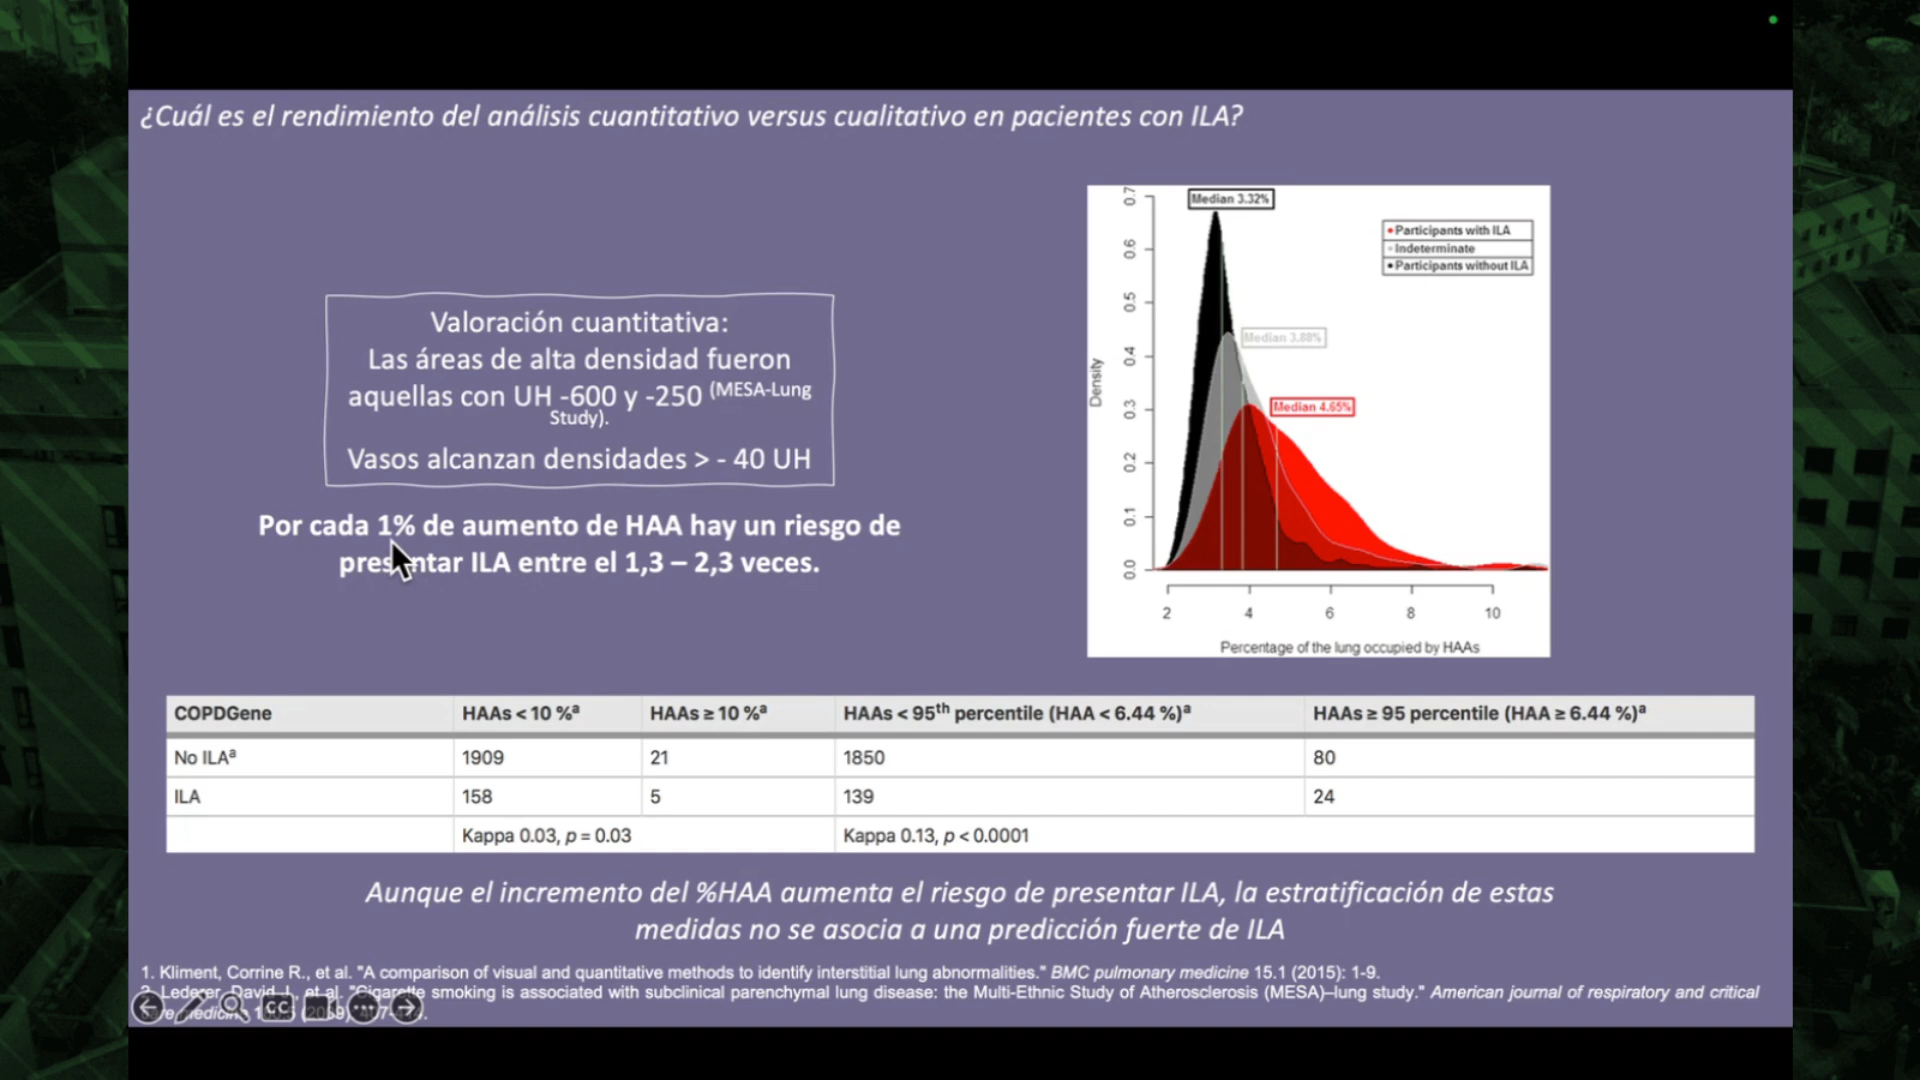 ¿Cuál es el rendimiento del análisis cuantitativo versus cualitativo en pacientes con ILA?
Valoración cuantitativa:
Las áreas de alta densidad fueron
aquellas con UH -600 y -250 (MESA-Lung
Study).
Vasos alcanzan densidades > - 40 UH
Por cada 1% de aumento de HAA hay un riesgo de
presentar ILA entre el 1,3 – 2,3 veces.
Median 3.32%
Participants with ILA
Indeterminate
Participants without ILA
Median 3.88%
Median 4.65%
Density
0.7
0.6
0.5
0.4
0.3
0.2
0.1
0.0
2 4 6 8 10
Percentage of the lung occupied by HAAs
COPDGene HAAs < 10 %a HAAs ≥ 10 %a HAAs < 95th percentile (HAA < 6.44 %)a HAAs ≥ 95 percentile (HAA ≥ 6.44 %)a
No ILAa 1909 21 1850 80
ILA 158 5 139 24
Kappa 0.03, p = 0.03 Kappa 0.13, p < 0.0001
Aunque el incremento del %HAA aumenta el riesgo de presentar ILA, la estratificación de estas
medidas no se asocia a una predicción fuerte de ILA
1. Kliment, Corrine R., et al. "A comparison of visual and quantitative methods to identify interstitial lung abnormalities." BMC pulmonary medicine 15.1 (2015): 1-9.
Lederer, David J., et al. "Cigarette smoking is associated with subclinical parenchymal lung disease: the Multi-Ethnic Study of Atherosclerosis (MESA)–lung study." American journal of respiratory and critical
CC